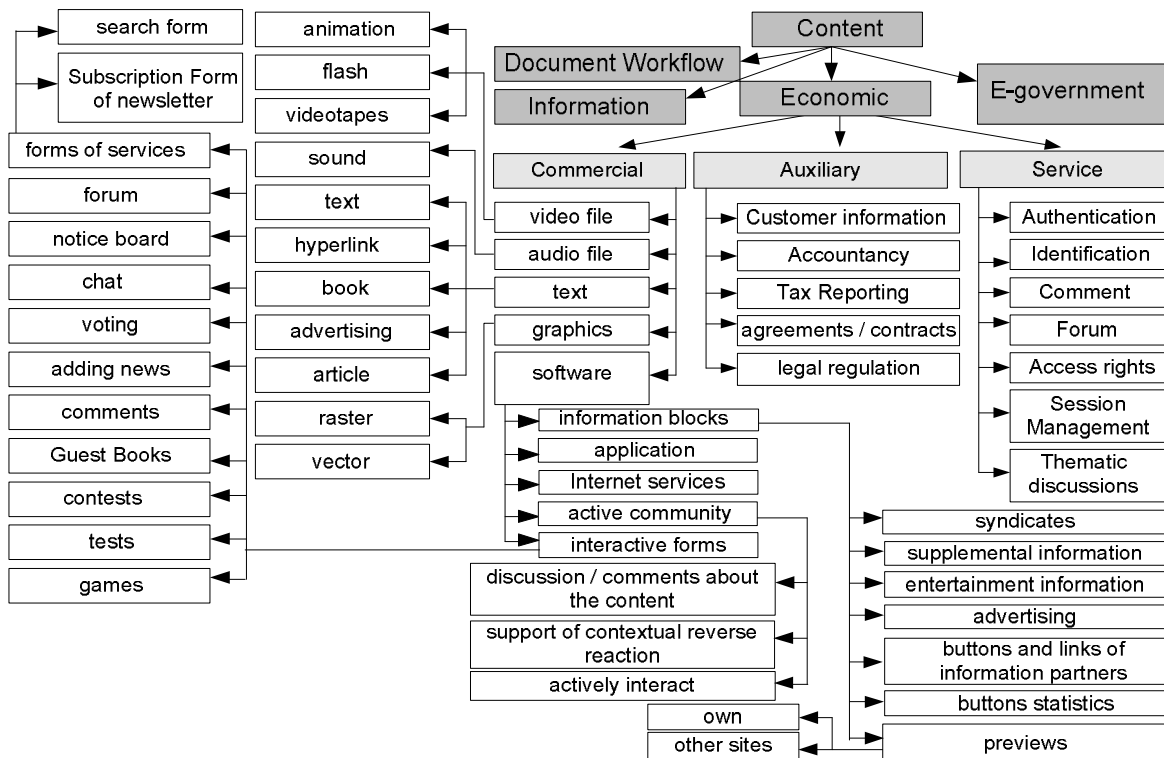 search form
Subscription Form
of newsletter
forms of services
forum
notice board
chat
voting
adding news
comments
Guest Books
contests
tests
games
animation
flash
videotapes
sound
text
hyperlink
book
advertising
article
raster
vector
Content
Document Workflow
Information
Economic
E-government
Commercial
Auxiliary
Service
video file
audio file
text
graphics
software
Customer information
Accountancy
Tax Reporting
agreements / contracts
legal regulation
Authentication
Identification
Comment
Forum
Access rights
Session
Management
Thematic
discussions
information blocks
application
Internet services
active community
interactive forms
discussion / comments about
the content
support of contextual reverse
reaction
actively interact
syndicates
supplemental information
entertainment information
advertising
buttons and links of
information partners
buttons statistics
previews
own
other sites